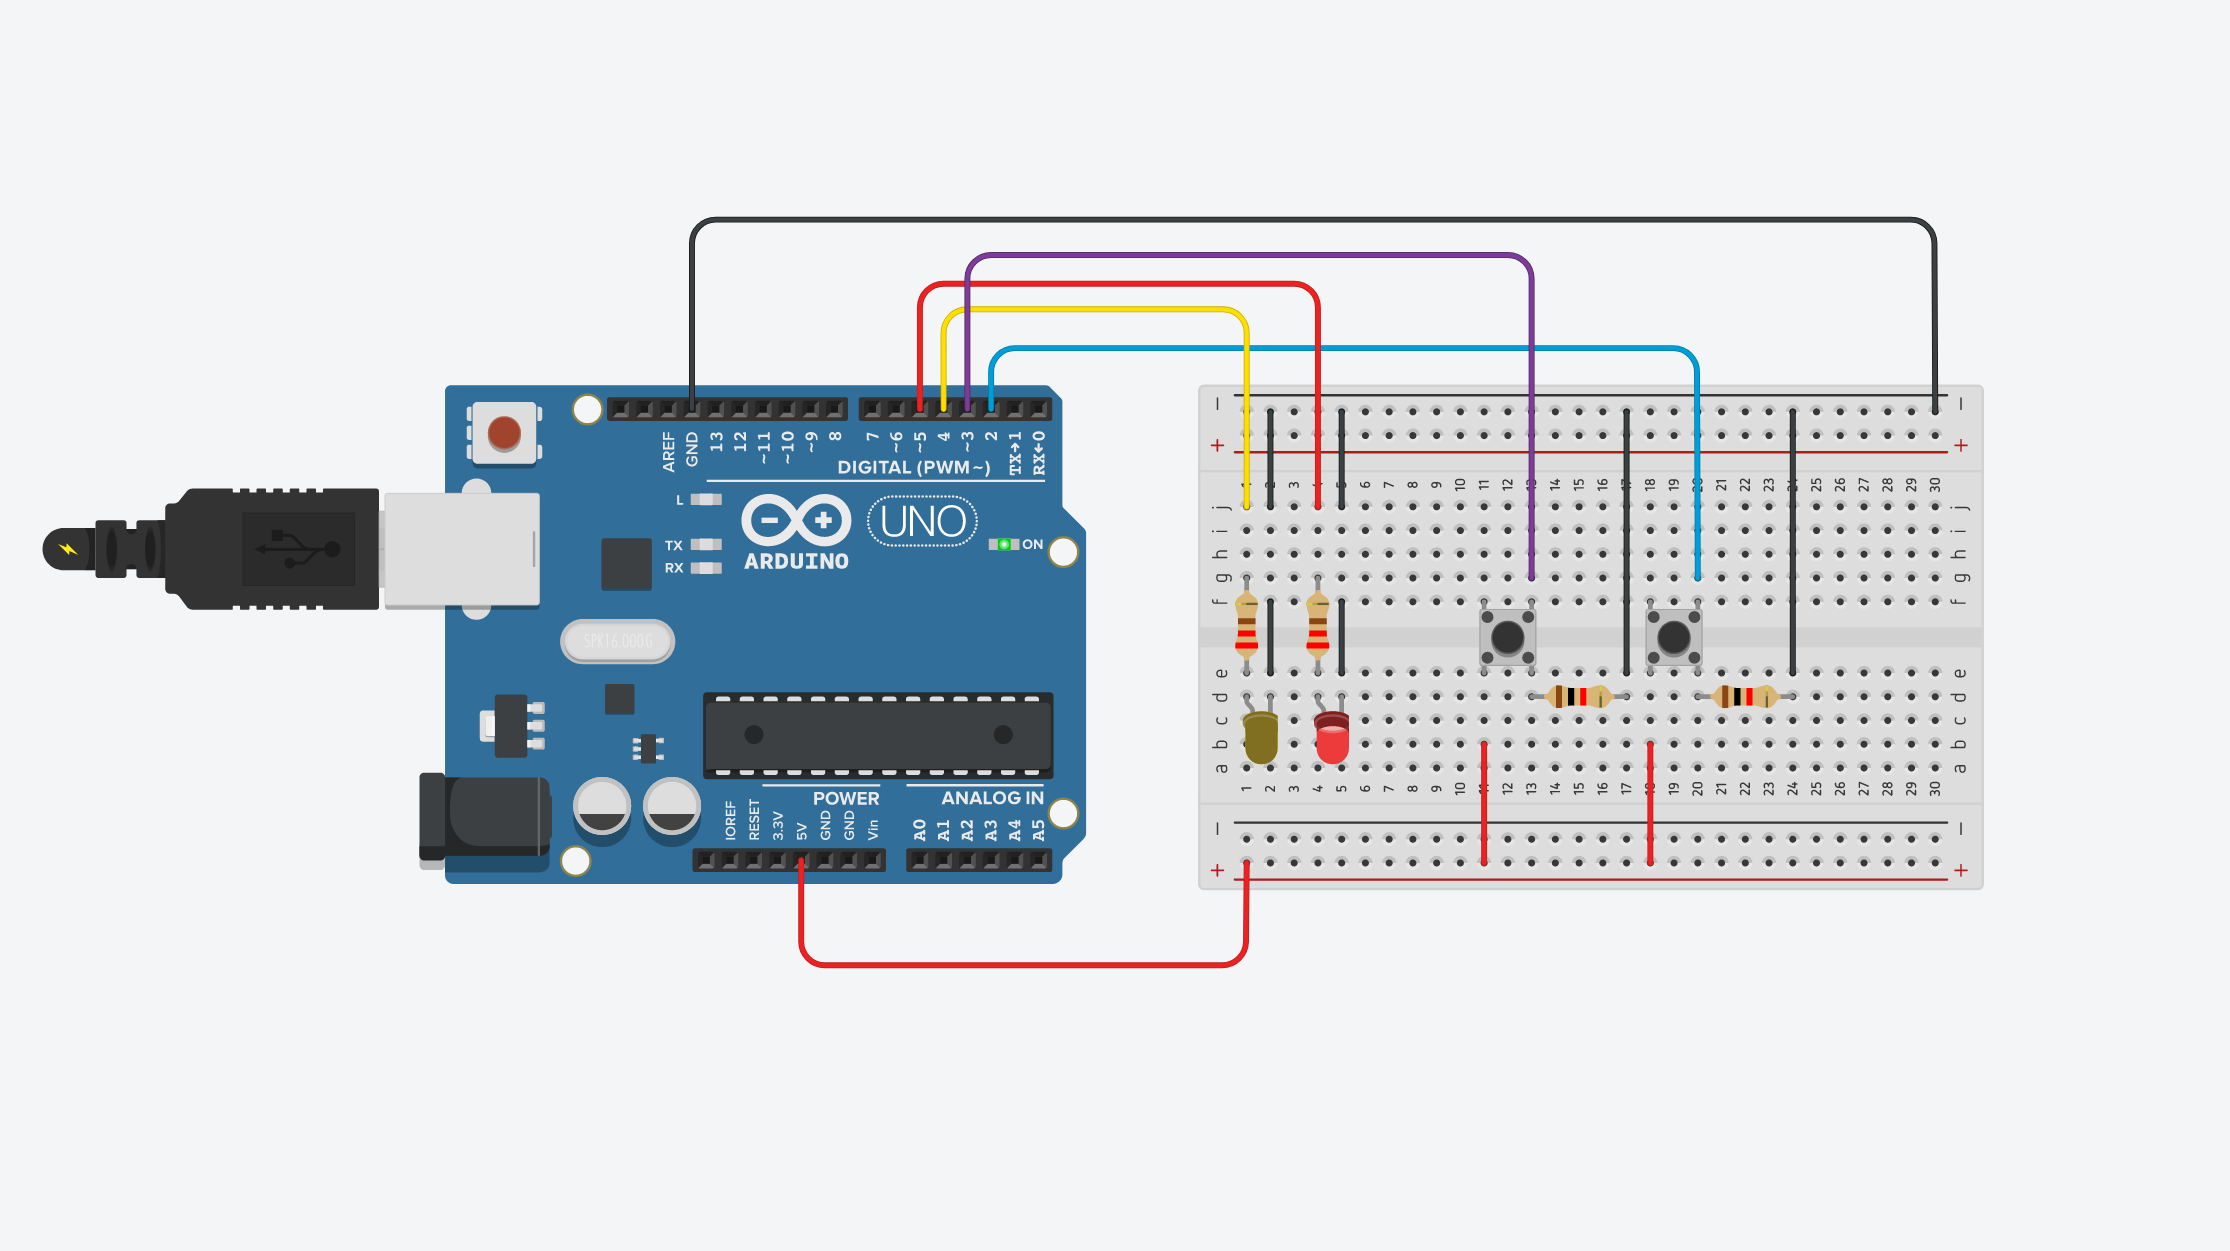 AREF
GND
13
12
~11
~10
~9
8
7
~6
~5
4
~3
2
TX→1
RX←0
DIGITAL (PWM~)
L
TX
RX
ARDUINO
UNO
ON
SPK16.000G
POWER
ANALOG IN
IOREF
RESET
3.3V
5V
GND
GND
Vin
A0
A1
A2
A3
A4
A5
− −
+ +
1 2 3 4 5 6 7 8 9 10 11 12 13 14 15 16 17 18 19 20 21 22 23 24 25 26 27 28 29 30
j j
i i
h h
g g
f f
e e
d d
c c
b b
a a
1 2 3 4 5 6 7 8 9 10 11 12 13 14 15 16 17 18 19 20 21 22 23 24 25 26 27 28 29 30
− −
+ +